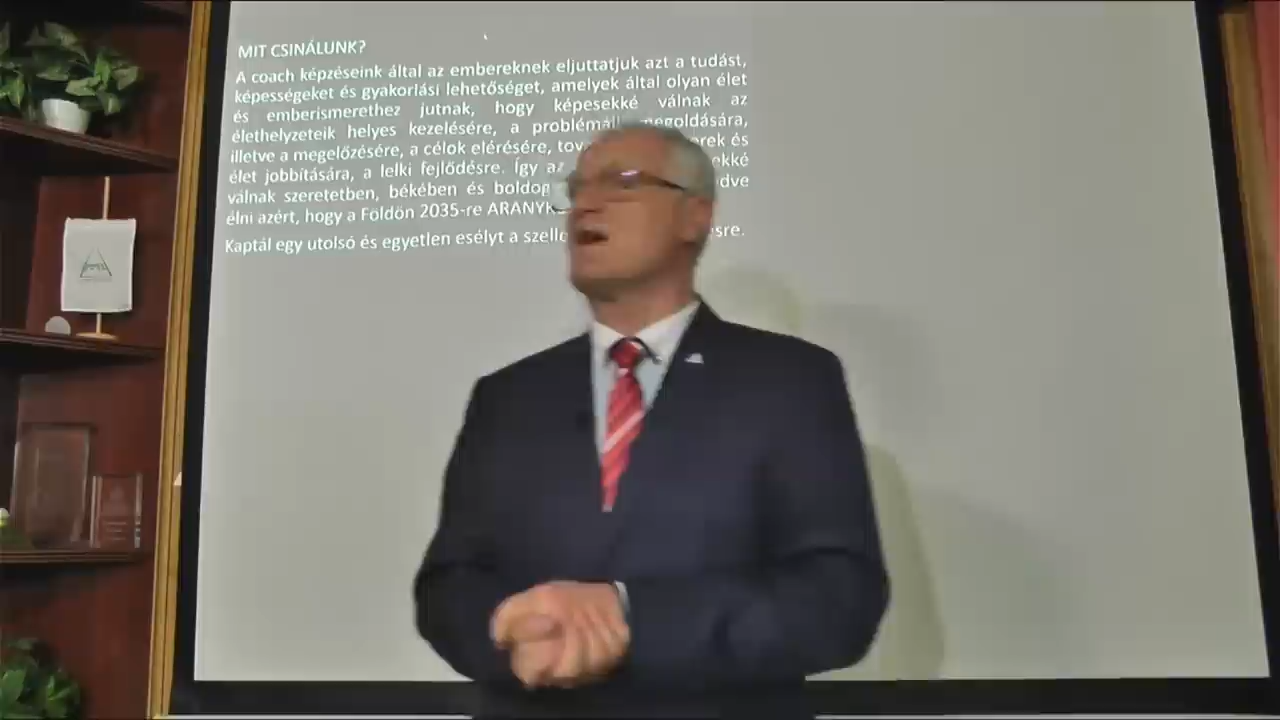 MIT CSINÁLUNK?
A coach képzéseink által az embereknek eljuttatjuk azt a tudást,
képességeket és gyakorlási lehetőséget, amelyek által olyan élet
és emberismerethez jutnak, hogy képesekké válnak az
élethelyzeteik helyes kezelésére, a megoldására,
illetve a megelőzésére, a célok elérésére, és
élet jobbítására, a lelki fejlődésre. Így az
válnak szeretetben, békében és
élni azért, hogy a Földön 2035-re
Kaptál egy utolsó és egyetlen esélyt a